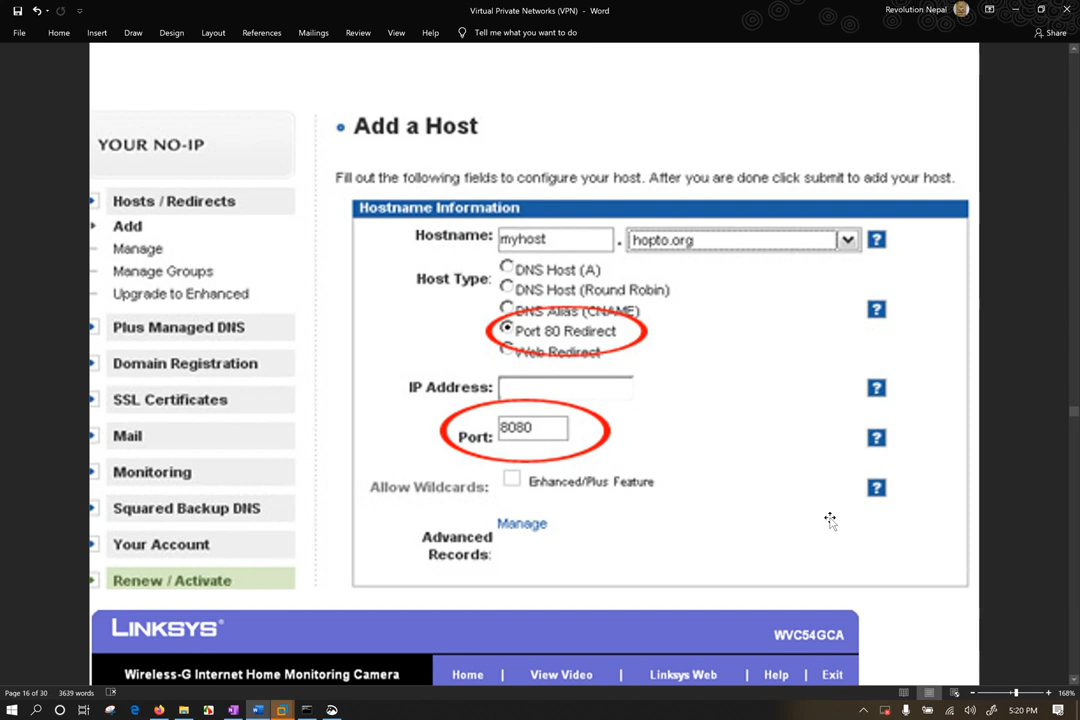 Virtual Private Networks (VPN) - Word
Revolution Nepal
File Home Insert Draw Design Layout References Mailings Review View Help Tell me what you want to do Share
YOUR NO-IP
Hosts / Redirects
Add
Manage
Manage Groups
Upgrade to Enhanced
Plus Managed DNS
Domain Registration
SSL Certificates
Mail
Monitoring
Squared Backup DNS
Your Account
Renew / Activate
Add a Host
Fill out the following fields to configure your host. After you are done click submit to add your host.
Hostname Information
Hostname: myhost . hopto.org ?
Host Type: DNS Host (A)
DNS Host (Round Robin)
DNS Alias (CNAME) ?
Port 80 Redirect
Web Redirect
IP Address: ?
Port: 8080 ?
Allow Wildcards: Enhanced/Plus Feature ?
Manage
Advanced
Records:
LINKSYS®
WVC54GCA
Wireless-G Internet Home Monitoring Camera Home | View Video | Linksys Web | Help | Exit
Page 16 of 30 3639 words 168%
5:20 PM